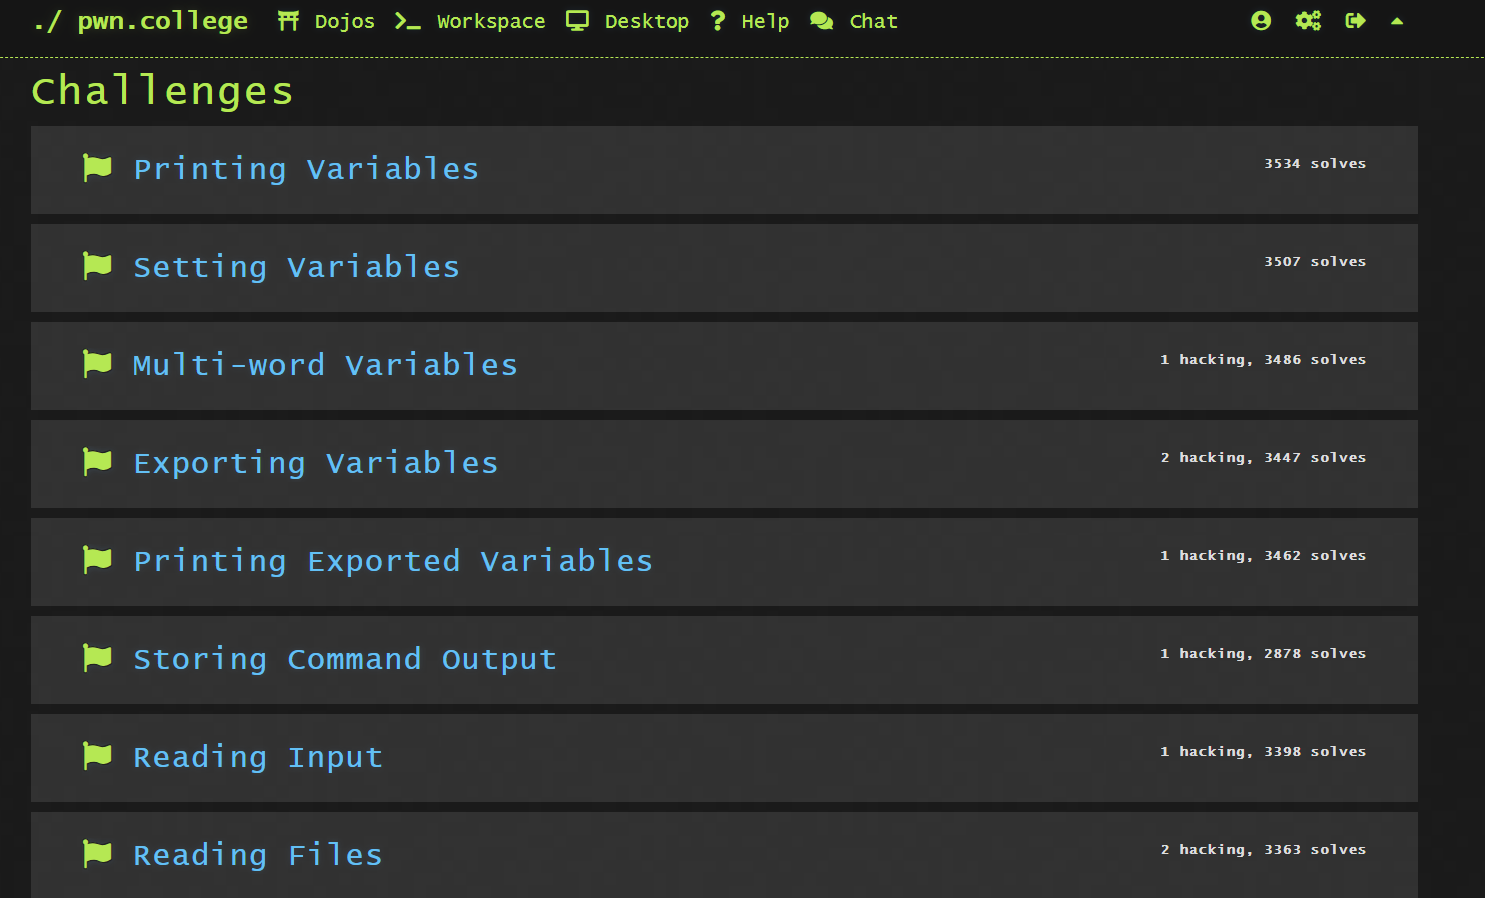 ./ pwn.college Dojos Workspace Desktop Help Chat
Challenges
Printing Variables 3534 solves
Setting Variables 3507 solves
Multi-word Variables 1 hacking, 3486 solves
Exporting Variables 2 hacking, 3447 solves
Printing Exported Variables 1 hacking, 3462 solves
Storing Command Output 1 hacking, 2878 solves
Reading Input 1 hacking, 3398 solves
Reading Files 2 hacking, 3363 solves